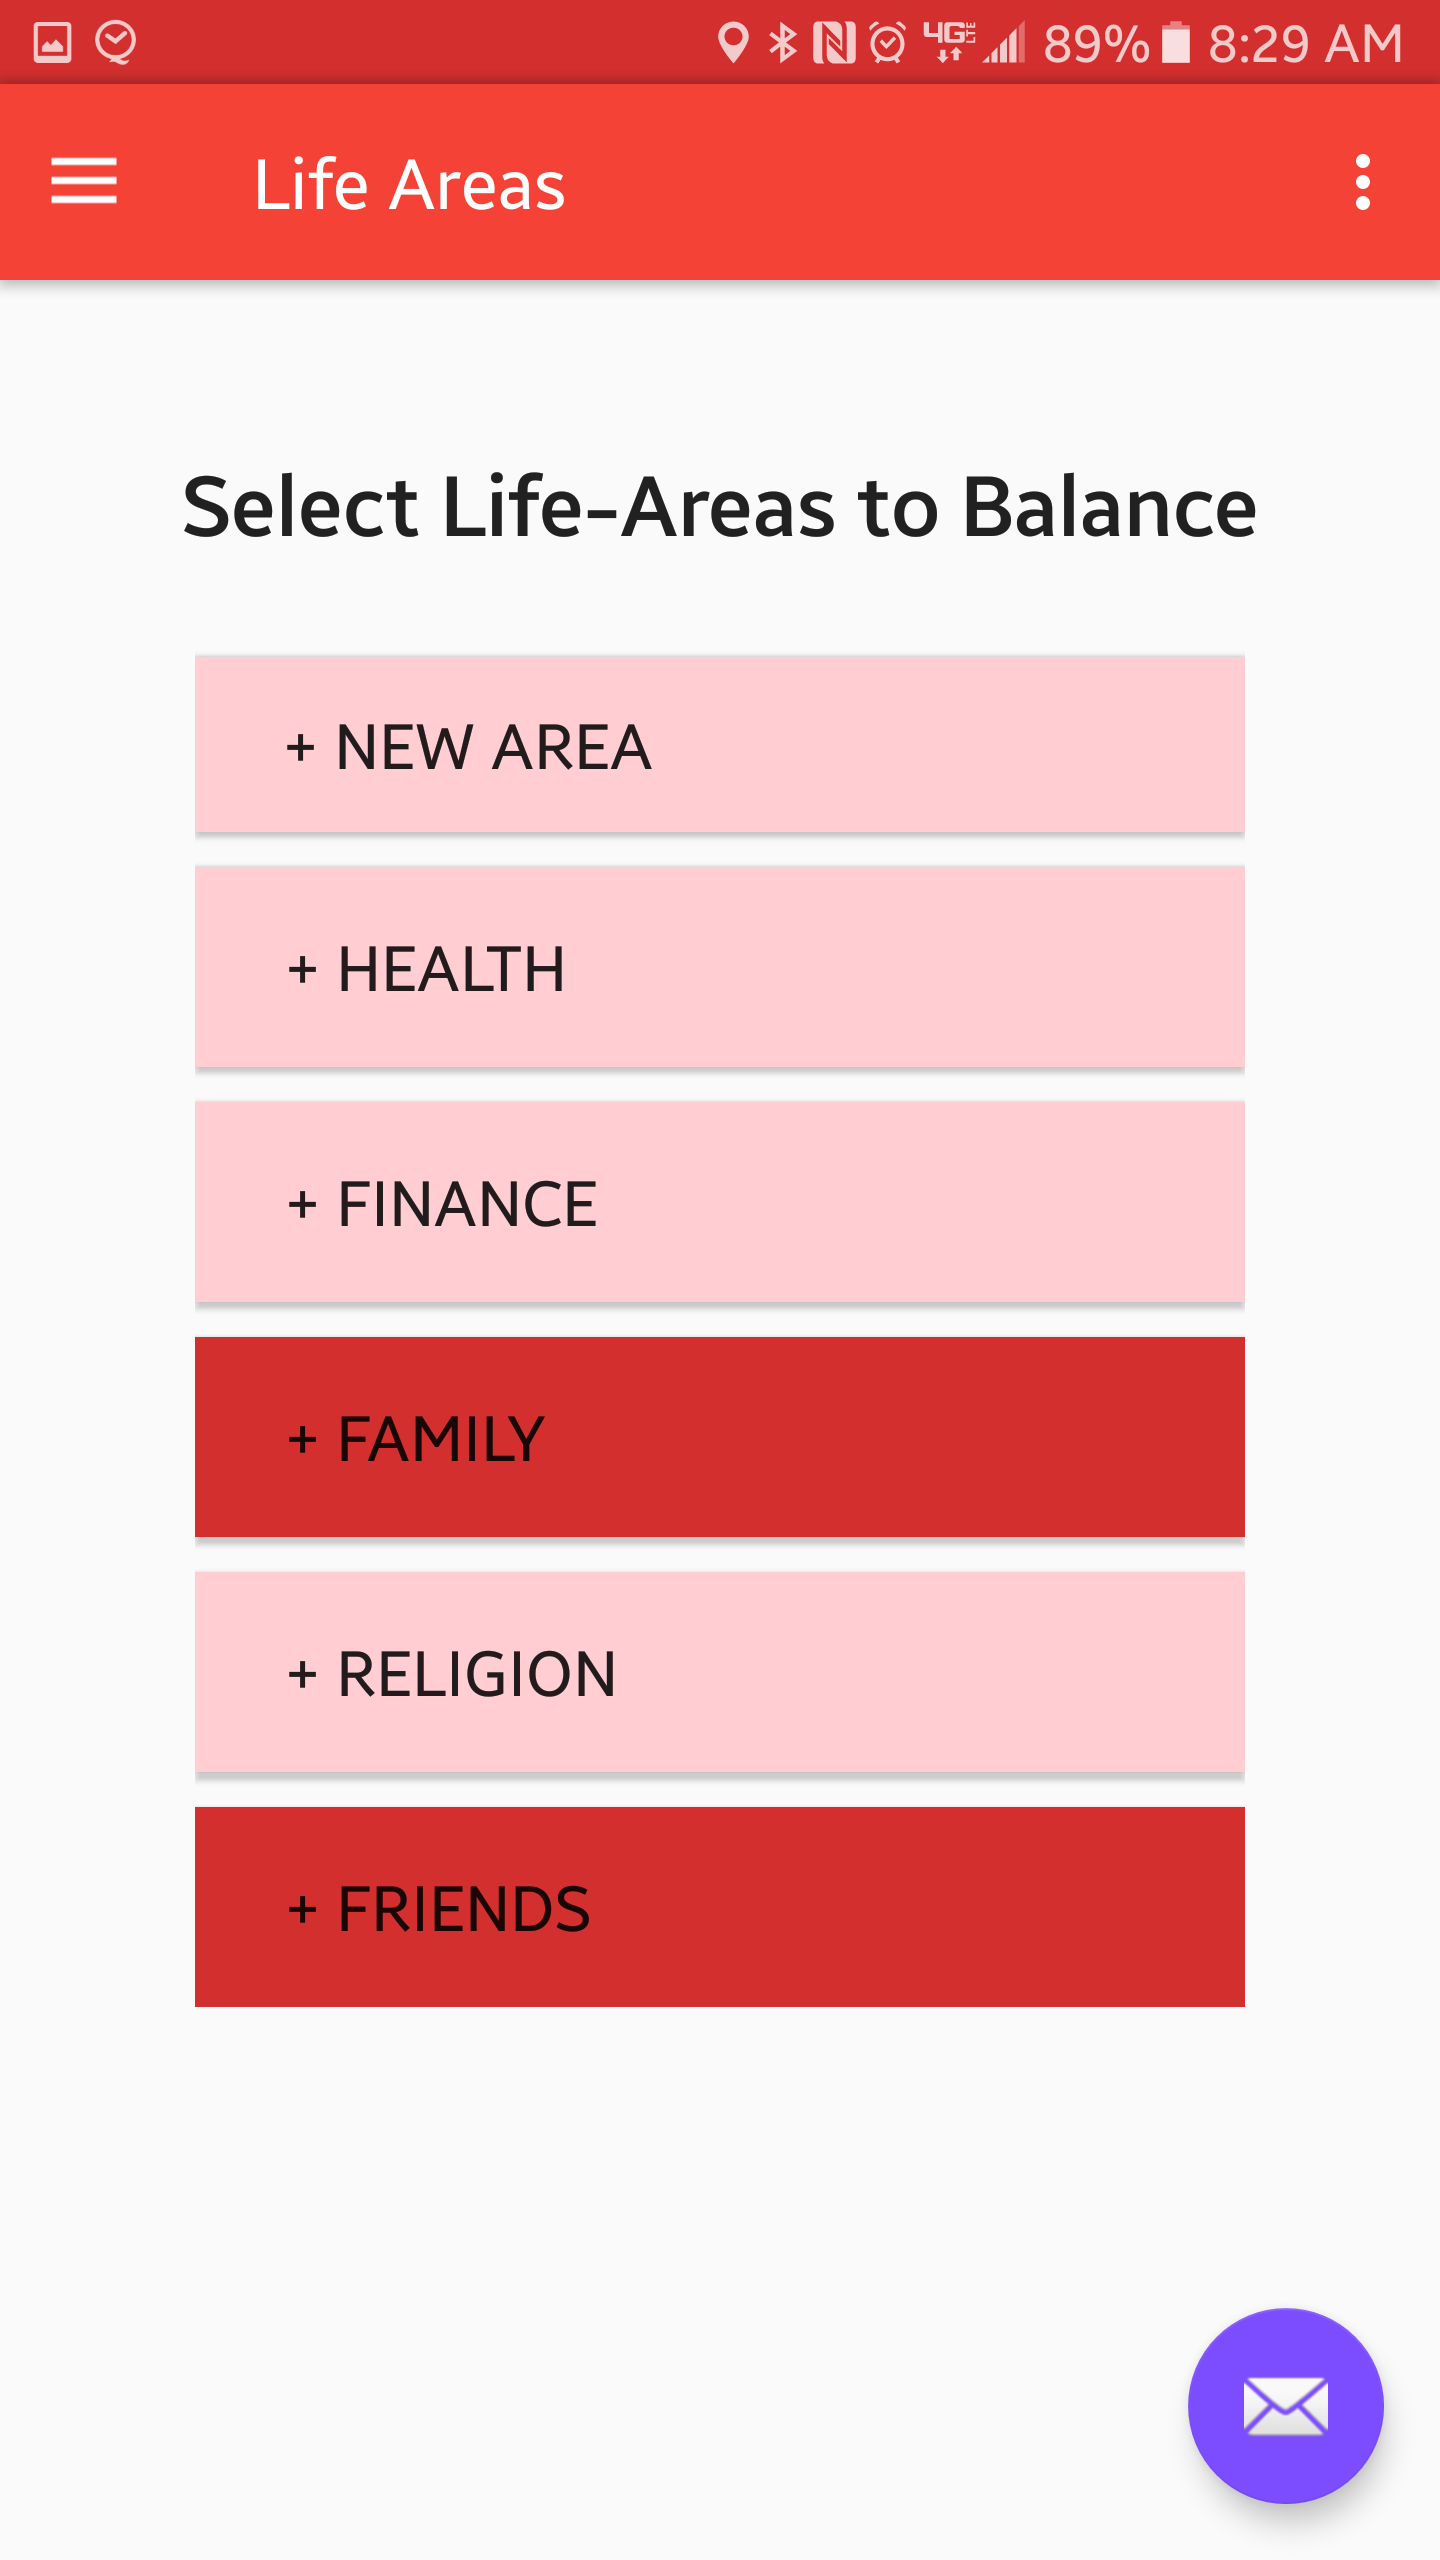 4G LTE 89% 8:29 AM
Life Areas
Select Life-Areas to Balance
+ NEW AREA
+ HEALTH
+ FINANCE
+ FAMILY
+ RELIGION
+ FRIENDS